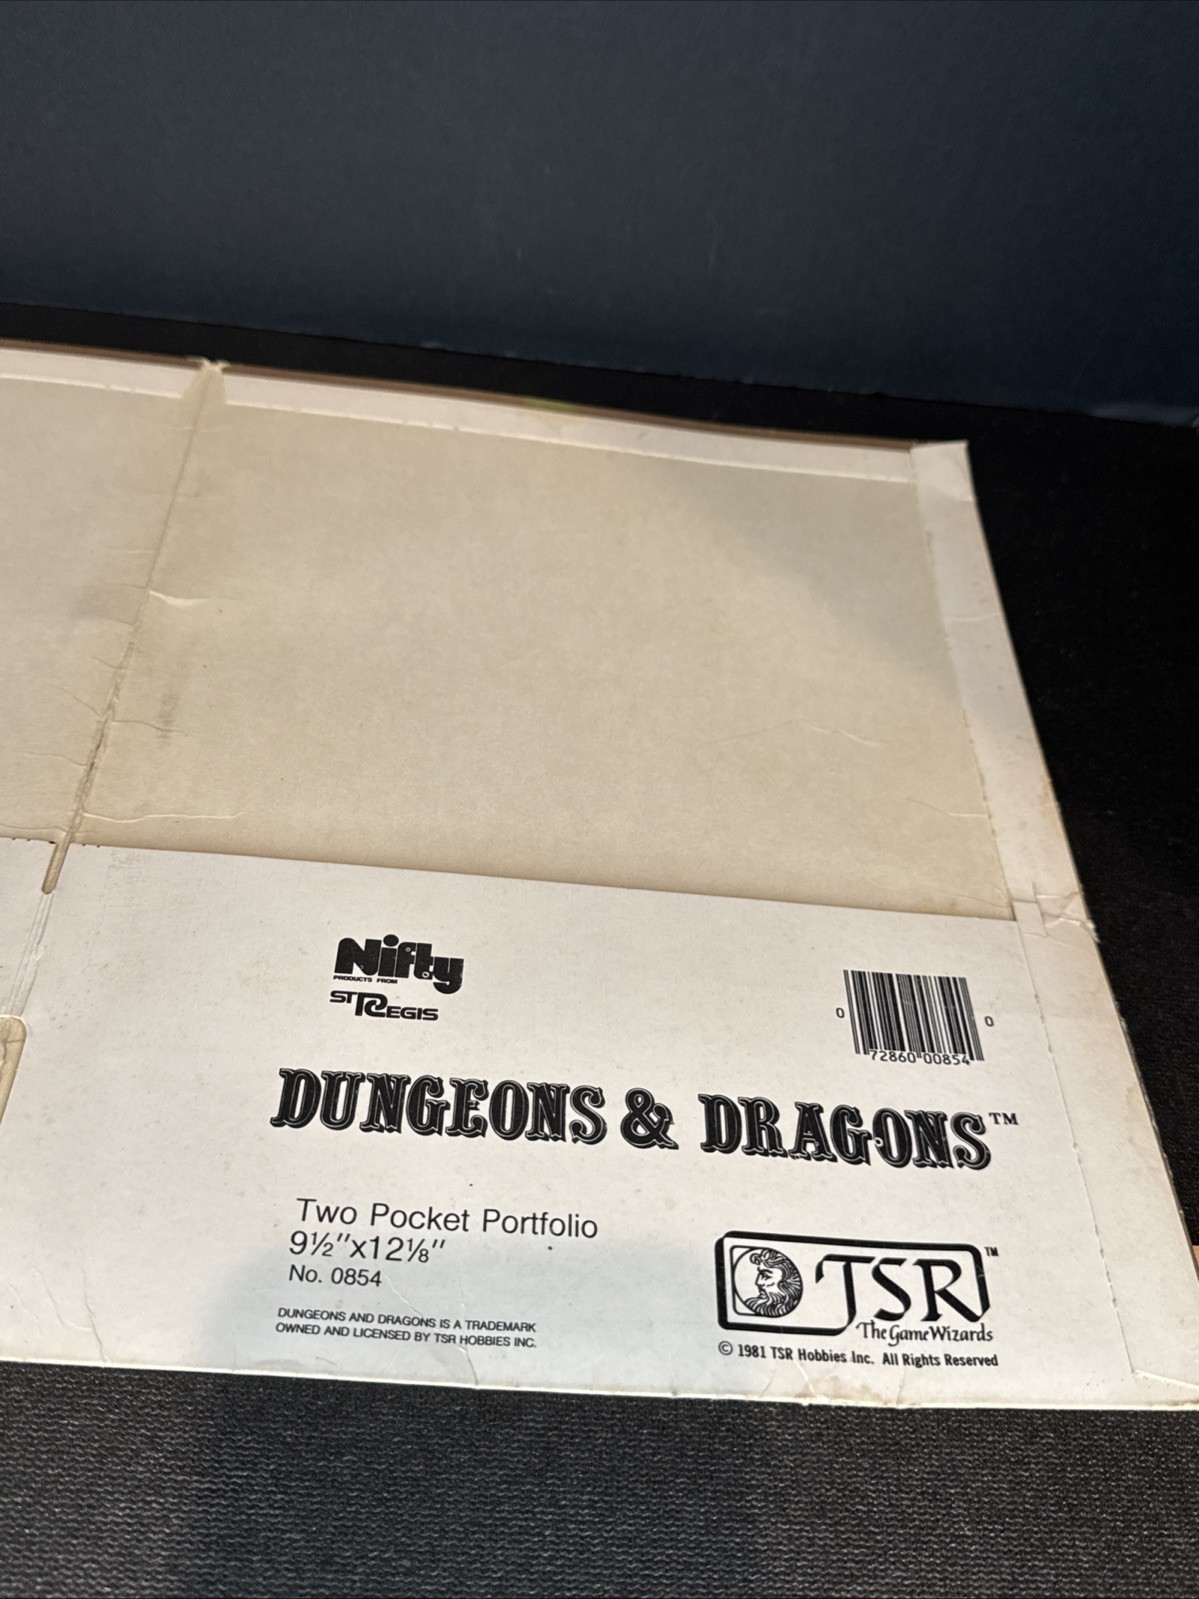 Nifty
PRODUCTS FROM
ST REGIS
0 72860 00854 0
DUNGEONS & DRAGONS™
Two Pocket Portfolio
9½"x12⅛"
No. 0854
DUNGEONS AND DRAGONS IS A TRADEMARK
OWNED AND LICENSED BY TSR HOBBIES INC.
TSR™
The Game Wizards
© 1981 TSR Hobbies Inc. All Rights Reserved